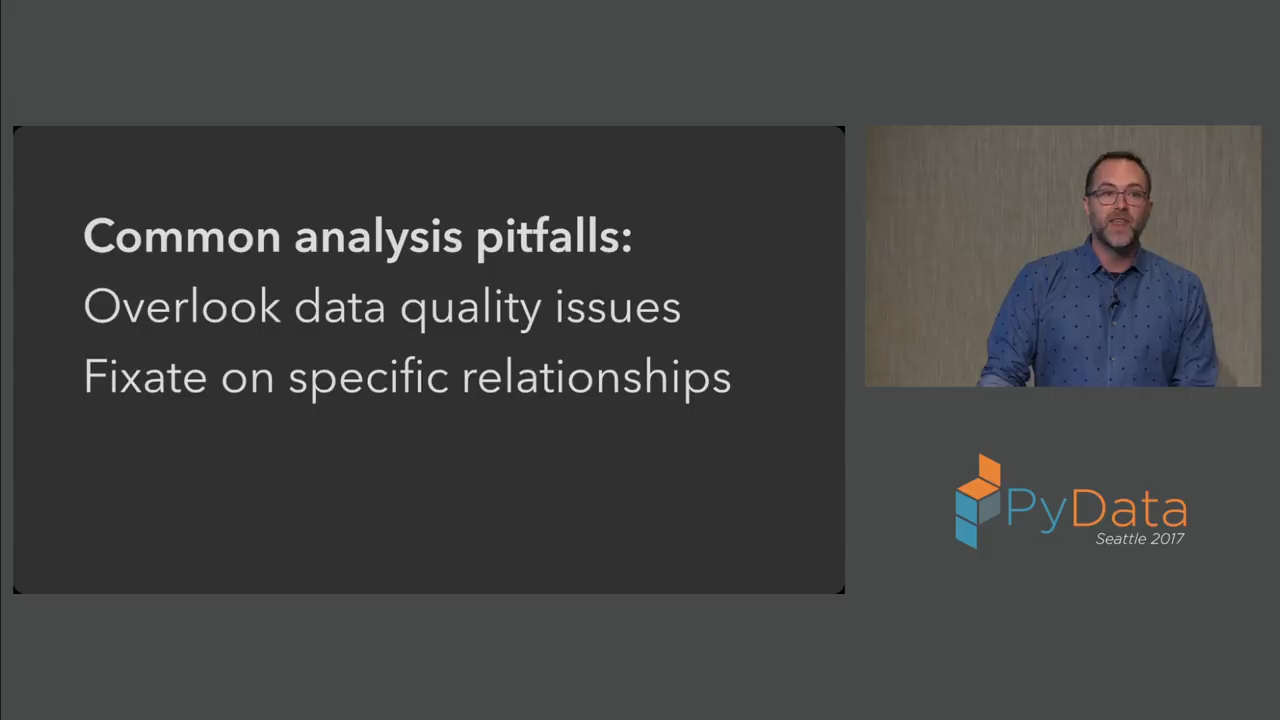 Common analysis pitfalls:
Overlook data quality issues
Fixate on specific relationships
PyData
Seattle 2017